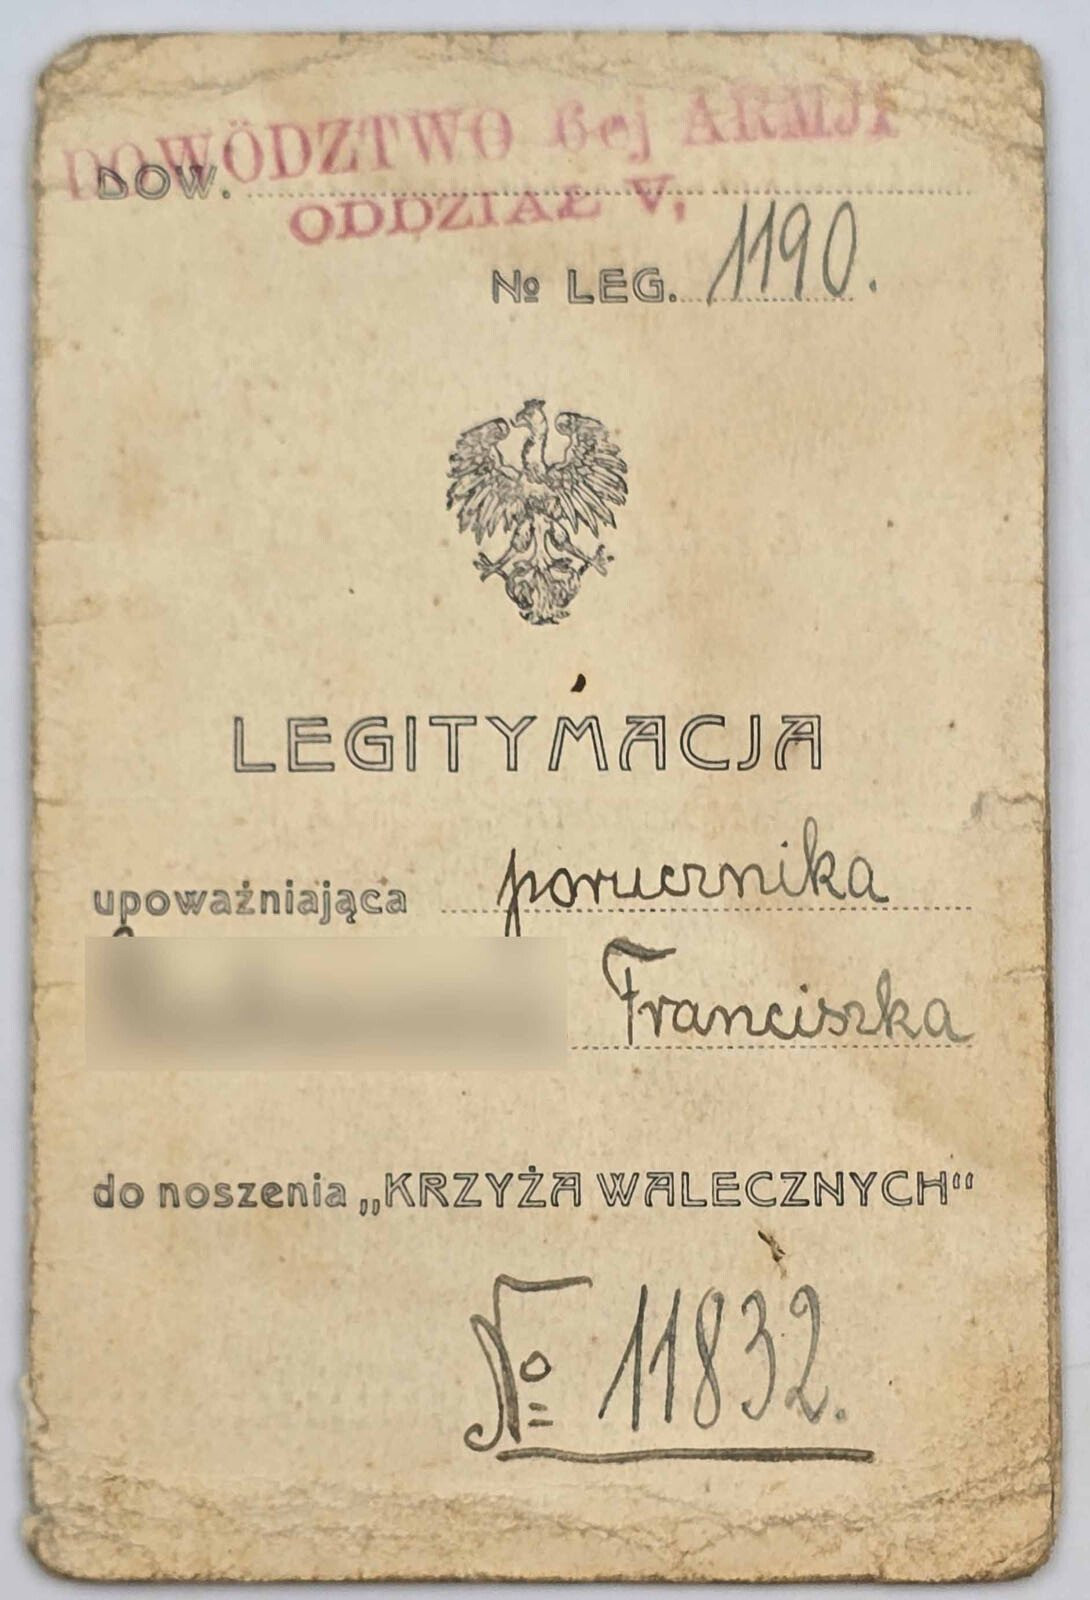 DOWÓDZTWO 6ej ARMJI
DOW.
ODDZIAŁ V,
№ LEG. 1190.
LEGITYMACJA
upoważniająca porucznika
Franciszka
do noszenia „KRZYŻA WALECZNYCH“
№ 11832.